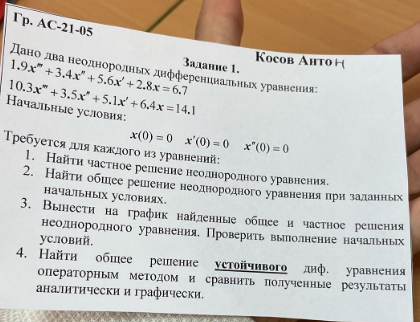 Гр. АС-21-05
Косов Антон
Задание 1.
Дано два неоднородных дифференциальных уравнения:
1.9x''' + 3.4x'' + 5.6x' + 2.8x = 6.7
10.3x''' + 3.5x'' + 5.1x' + 6.4x = 14.1
Начальные условия:
x(0) = 0 x'(0) = 0 x''(0) = 0
Требуется для каждого из уравнений:
1. Найти частное решение неоднородного уравнения.
2. Найти общее решение неоднородного уравнения при заданных
начальных условиях.
3. Вынести на график найденные общее и частное решения
неоднородного уравнения. Проверить выполнение начальных
условий.
4. Найти общее решение устойчивого диф. уравнения
операторным методом и сравнить полученные результаты
аналитически и графически.